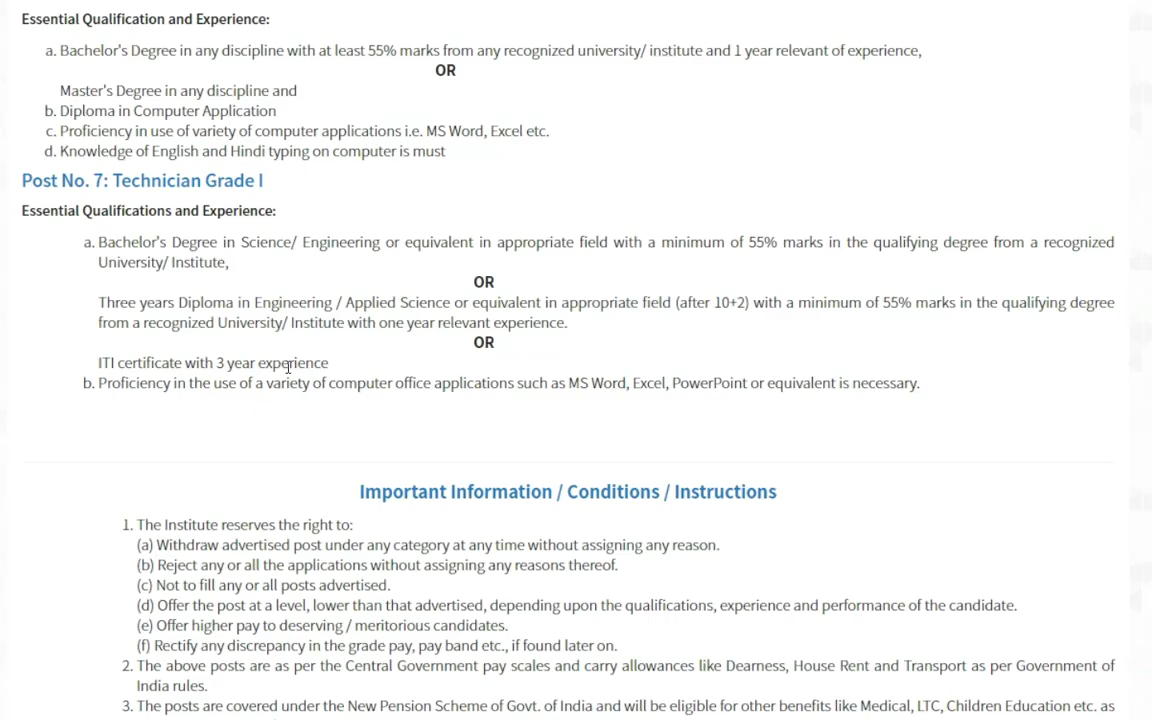 Essential Qualification and Experience:
a. Bachelor's Degree in any discipline with at least 55% marks from any recognized university/ institute and 1 year relevant of experience,
OR
Master's Degree in any discipline and
b. Diploma in Computer Application
c. Proficiency in use of variety of computer applications i.e. MS Word, Excel etc.
d. Knowledge of English and Hindi typing on computer is must
Post No. 7: Technician Grade I
Essential Qualifications and Experience:
a. Bachelor's Degree in Science/ Engineering or equivalent in appropriate field with a minimum of 55% marks in the qualifying degree from a recognized
University/ Institute,
OR
Three years Diploma in Engineering / Applied Science or equivalent in appropriate field (after 10+2) with a minimum of 55% marks in the qualifying degree
from a recognized University/ Institute with one year relevant experience.
OR
ITI certificate with 3 year experience
b. Proficiency in the use of a variety of computer office applications such as MS Word, Excel, PowerPoint or equivalent is necessary.
Important Information / Conditions / Instructions
1. The Institute reserves the right to:
(a) Withdraw advertised post under any category at any time without assigning any reason.
(b) Reject any or all the applications without assigning any reasons thereof.
(c) Not to fill any or all posts advertised.
(d) Offer the post at a level, lower than that advertised, depending upon the qualifications, experience and performance of the candidate.
(e) Offer higher pay to deserving / meritorious candidates.
(f) Rectify any discrepancy in the grade pay, pay band etc., if found later on.
2. The above posts are as per the Central Government pay scales and carry allowances like Dearness, House Rent and Transport as per Government of
India rules.
3. The posts are covered under the New Pension Scheme of Govt. of India and will be eligible for other benefits like Medical, LTC, Children Education etc. as